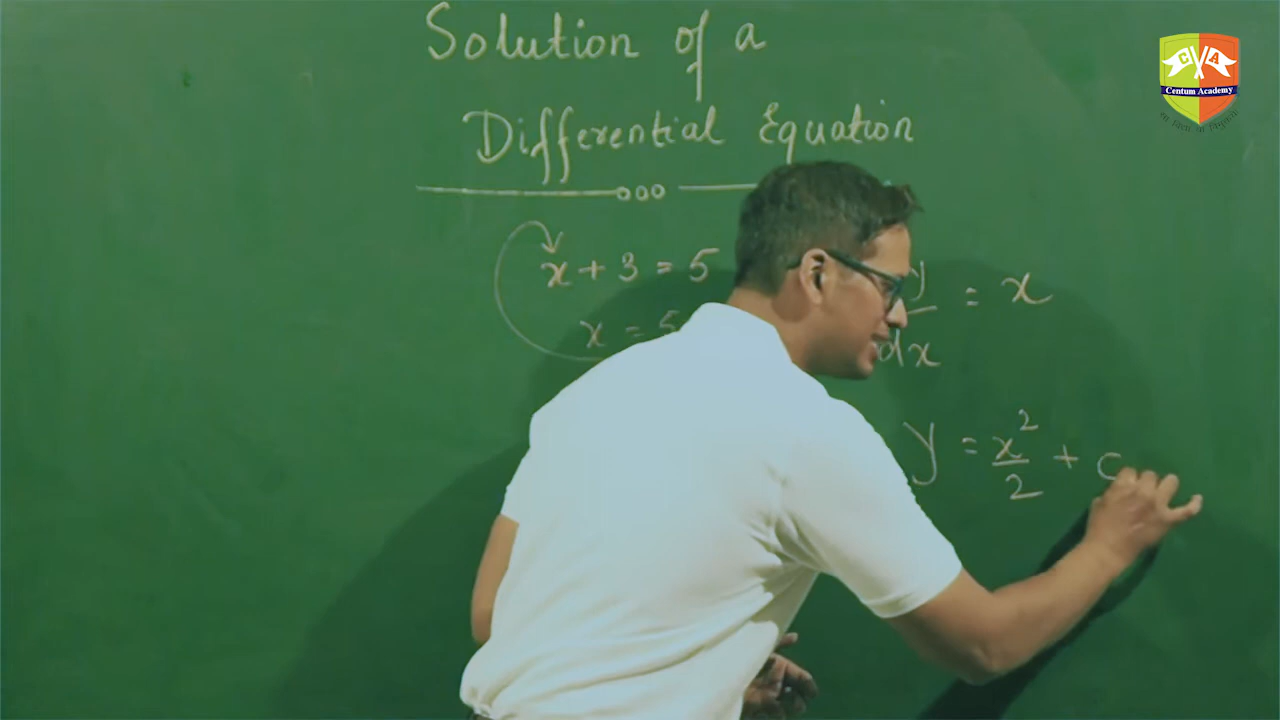 Solution of a
Differential Equation
x + 3 = 5
x = 5
y = x
dx
y = x² + c
2
C A
Centum Academy